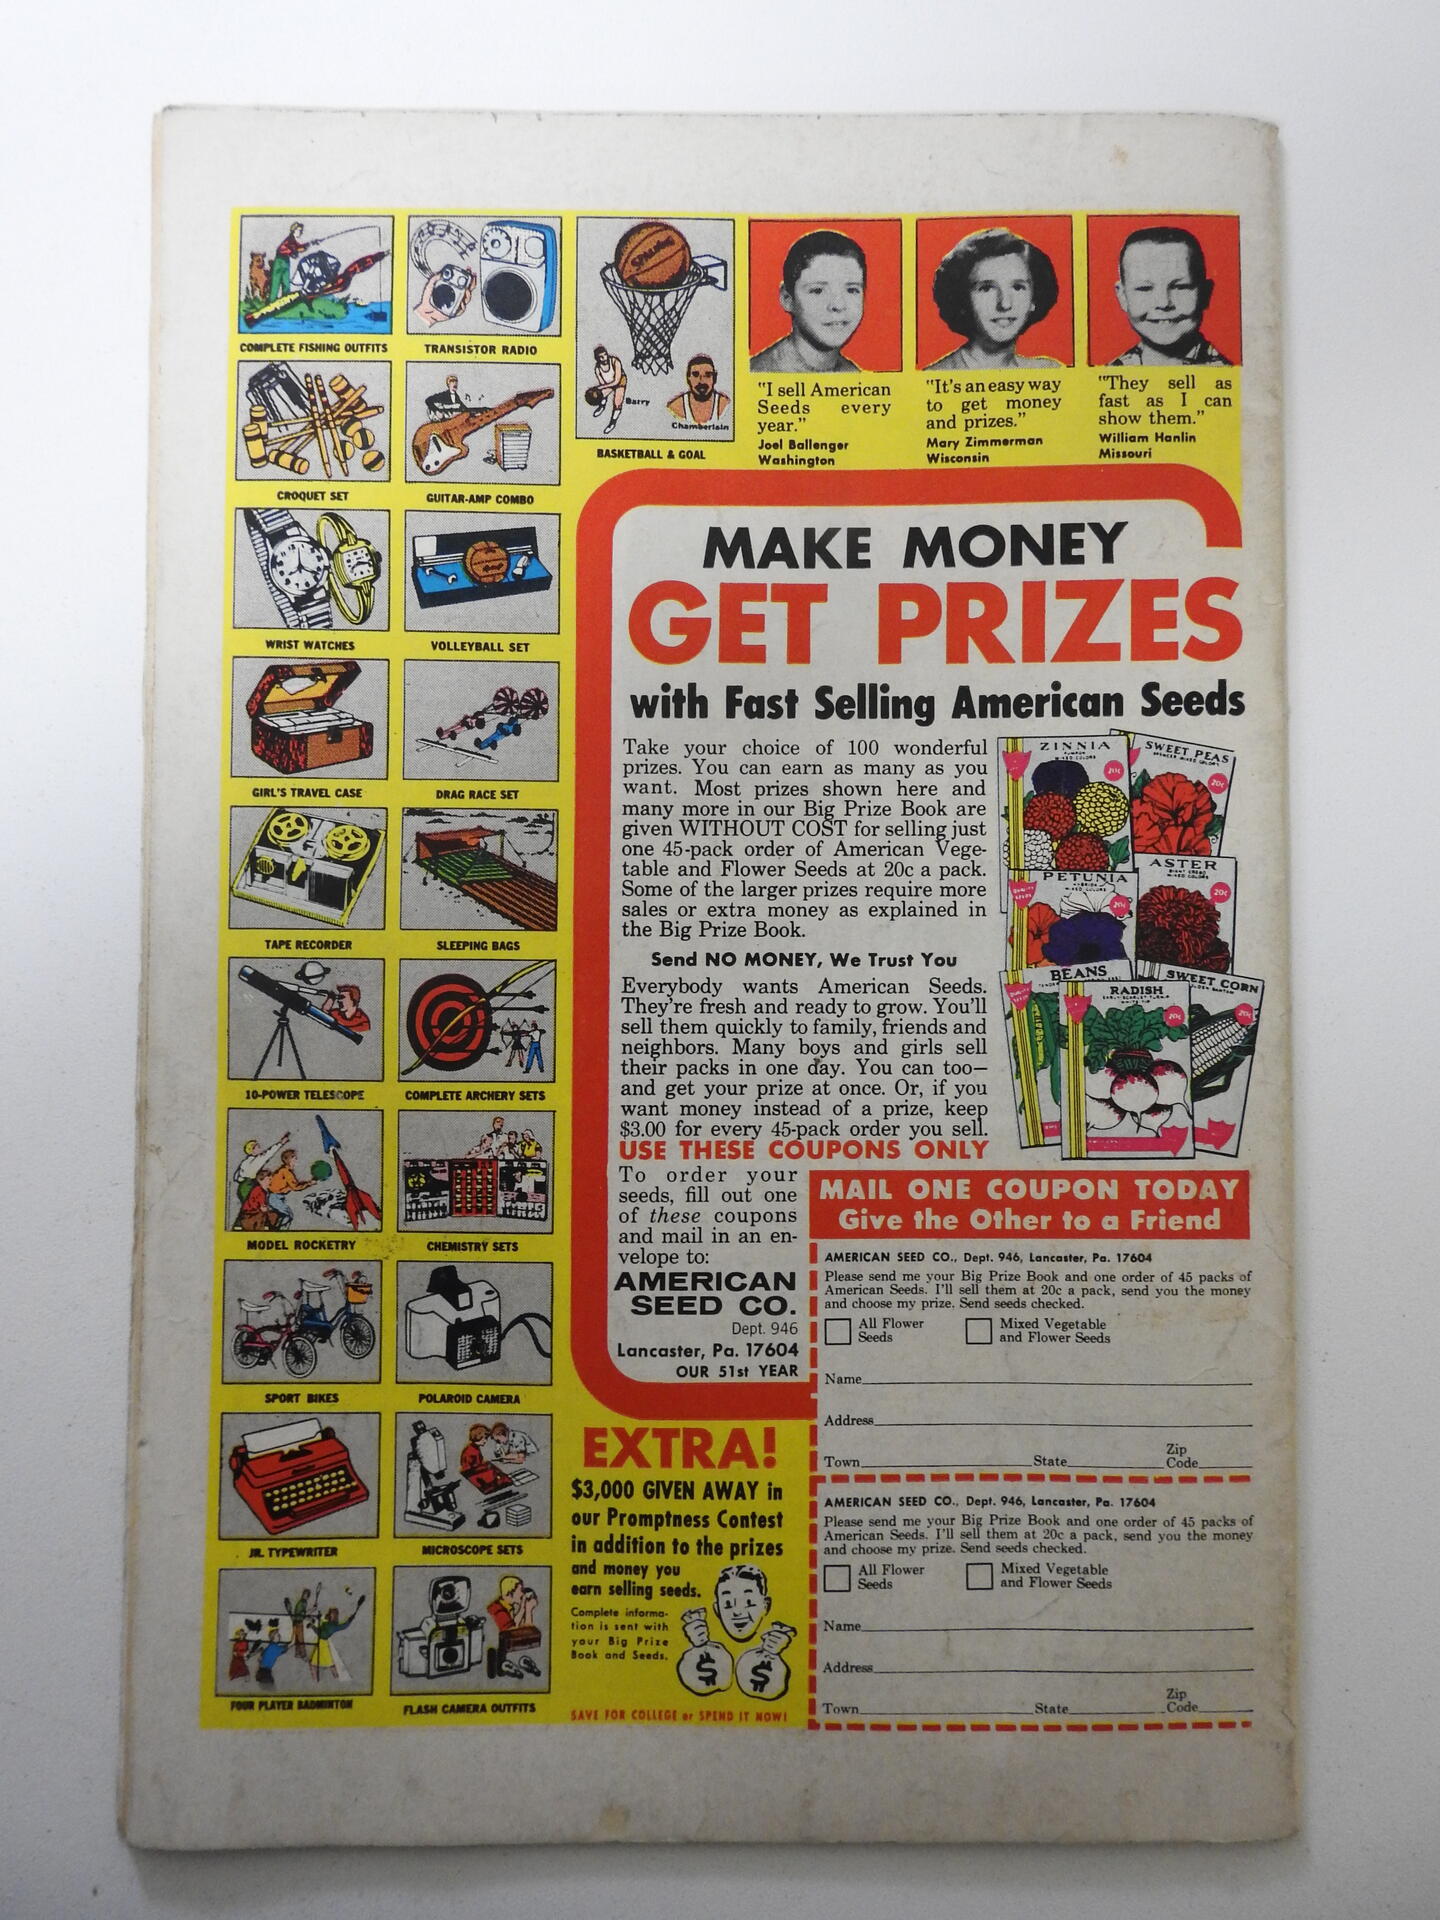 COMPLETE FISHING OUTFITS
TRANSISTOR RADIO
SPALDING
Barry
Chamberlain
BASKETBALL & GOAL
CROQUET SET
GUITAR-AMP COMBO
WRIST WATCHES
VOLLEYBALL SET
GIRL'S TRAVEL CASE
DRAG RACE SET
TAPE RECORDER
SLEEPING BAGS
10-POWER TELESCOPE
COMPLETE ARCHERY SETS
MODEL ROCKETRY
CHEMISTRY SETS
SPORT BIKES
POLAROID CAMERA
JR. TYPEWRITER
MICROSCOPE SETS
FOUR PLAYER BADMINTON
FLASH CAMERA OUTFITS
"I sell American
Seeds every
year."
Joel Ballenger
Washington
"It's an easy way
to get money
and prizes."
Mary Zimmerman
Wisconsin
"They sell as
fast as I can
show them."
William Hanlin
Missouri
MAKE MONEY
GET PRIZES
with Fast Selling American Seeds
Take your choice of 100 wonderful
prizes. You can earn as many as you
want. Most prizes shown here and
many more in our Big Prize Book are
given WITHOUT COST for selling just
one 45-pack order of American Vege-
table and Flower Seeds at 20c a pack.
Some of the larger prizes require more
sales or extra money as explained in
the Big Prize Book.
Send NO MONEY, We Trust You
Everybody wants American Seeds.
They're fresh and ready to grow. You'll
sell them quickly to family, friends and
neighbors. Many boys and girls sell
their packs in one day. You can too—
and get your prize at once. Or, if you
want money instead of a prize, keep
$3.00 for every 45-pack order you sell.
USE THESE COUPONS ONLY
To order your
seeds, fill out one
of these coupons
and mail in an en-
velope to:
AMERICAN
SEED CO.
Dept. 946
Lancaster, Pa. 17604
OUR 51st YEAR
ZINNIA
MIXED COLORS
20c
SWEET PEAS
20c
PETUNIA
MIXED COLORS
20c
ASTER
MIXED COLORS
20c
BEANS
RADISH
20c
SWEET CORN
20c
MAIL ONE COUPON TODAY
Give the Other to a Friend
AMERICAN SEED CO., Dept. 946, Lancaster, Pa. 17604
Please send me your Big Prize Book and one order of 45 packs of
American Seeds. I'll sell them at 20c a pack, send you the money
and choose my prize. Send seeds checked.
All Flower
Seeds
Mixed Vegetable
and Flower Seeds
Name
Address
Town State Zip
Code
AMERICAN SEED CO., Dept. 946, Lancaster, Pa. 17604
Please send me your Big Prize Book and one order of 45 packs of
American Seeds. I'll sell them at 20c a pack, send you the money
and choose my prize. Send seeds checked.
All Flower
Seeds
Mixed Vegetable
and Flower Seeds
Name
Address
Town State Zip
Code
EXTRA!
$3,000 GIVEN AWAY in
our Promptness Contest
in addition to the prizes
and money you
earn selling seeds.
Complete informa-
tion is sent with
your Big Prize
Book and Seeds.
$ $
SAVE FOR COLLEGE or SPEND IT NOW!